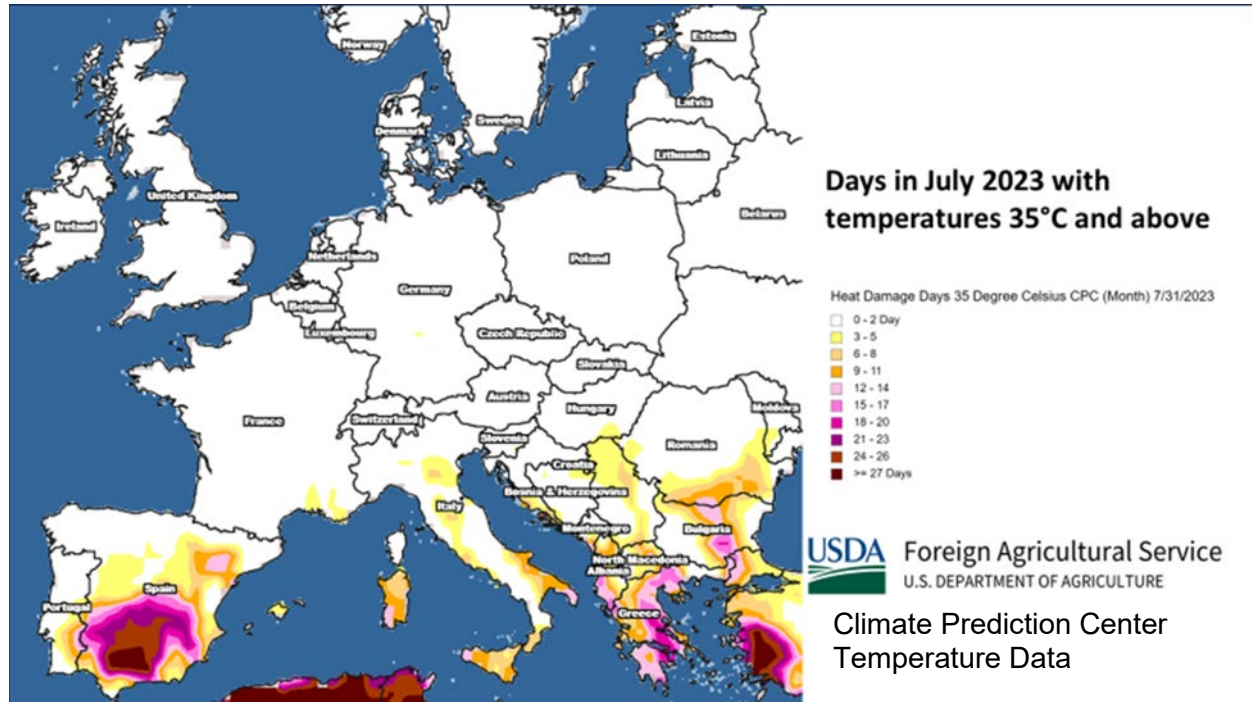 Norway
Estonia
Latvia
Denmark
Sweden
Lithuania
United Kingdom
Ireland
Belarus
Netherlands
Poland
Germany
Belgium
Luxembourg
Czech Republic
Slovakia
Austria
Hungary
Moldova
France
Switzerland
Slovenia
Romania
Croatia
Bosnia & Herzegovina
Italy
Montenegro
Bulgaria
North Macedonia
Albania
Spain
Portugal
Greece
Days in July 2023 with
temperatures 35°C and above
Heat Damage Days 35 Degree Celsius CPC (Month) 7/31/2023
0 - 2 Day
3 - 5
6 - 8
9 - 11
12 - 14
15 - 17
18 - 20
21 - 23
24 - 26
>= 27 Days
USDA Foreign Agricultural Service
U.S. DEPARTMENT OF AGRICULTURE
Climate Prediction Center
Temperature Data